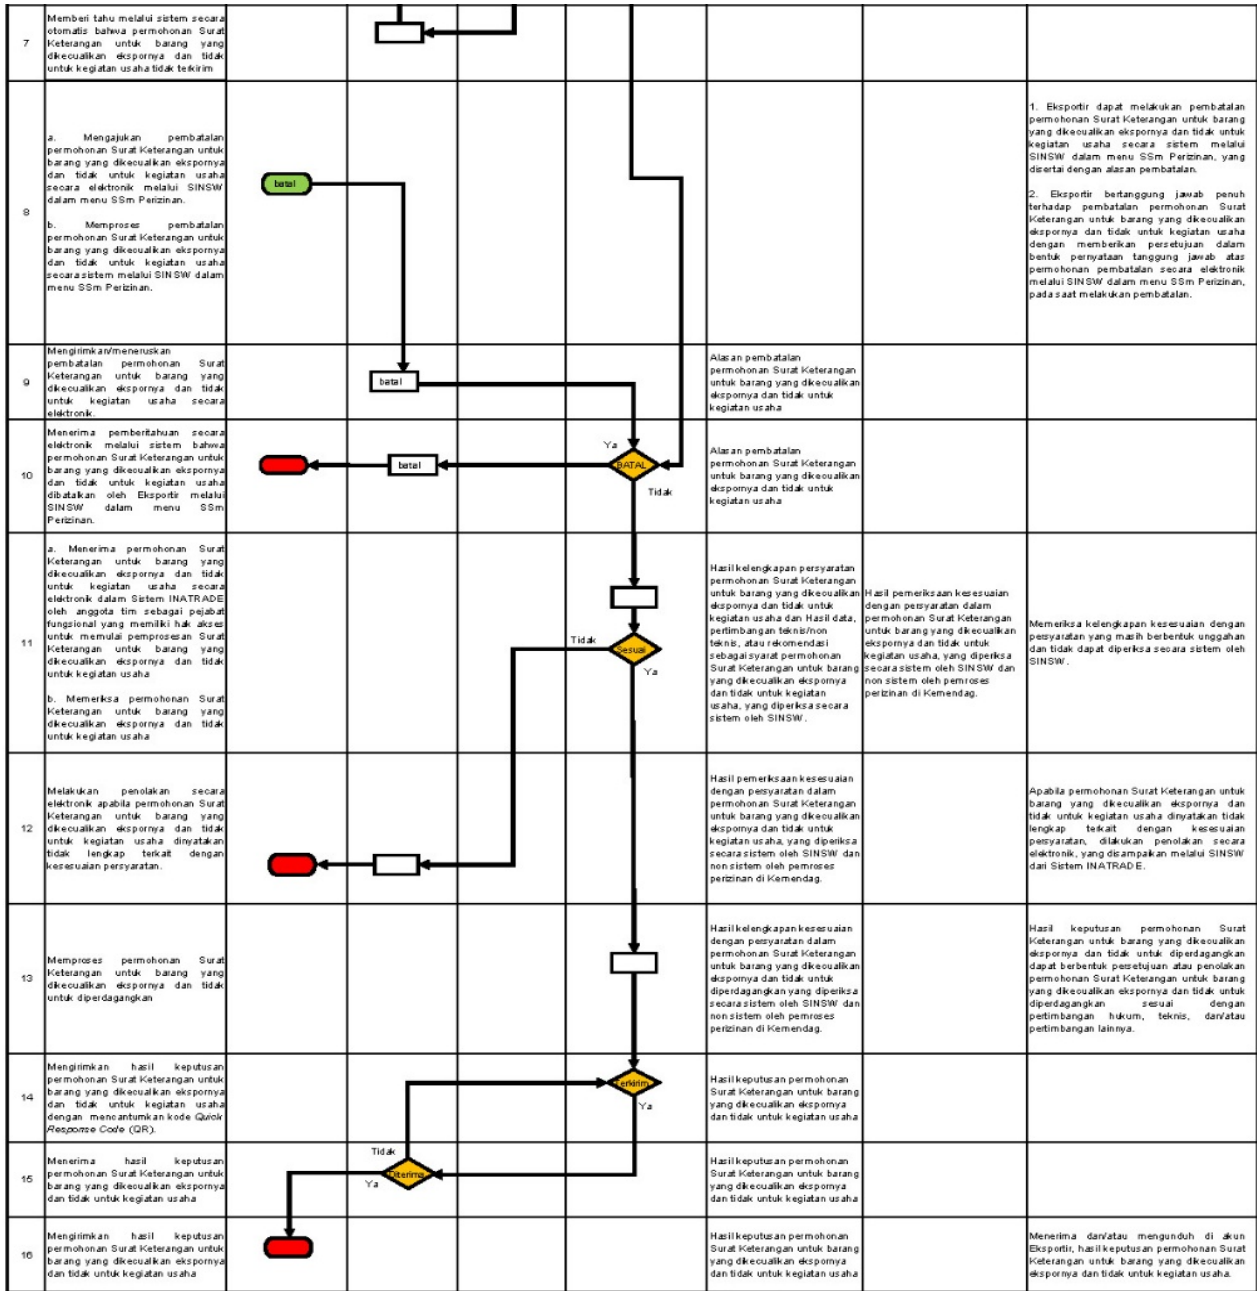 7
Memberi tahu melalui sistem secara
otomatis bahwa permohonan Surat
Keterangan untuk barang yang
dikecualikan ekspornya dan tidak
untuk kegiatan usaha tidak terkirim
8
a. Mengajukan pembatalan
permohonan Surat Keterangan untuk
barang yang dikecualikan ekspornya
dan tidak untuk kegiatan usaha
secara elektronik melalui SINSW
dalam menu SSm Perizinan.
b. Memproses pembatalan
permohonan Surat Keterangan untuk
barang yang dikecualikan ekspornya
dan tidak untuk kegiatan usaha
secara sistem melalui SINSW dalam
menu SSm Perizinan.
batal
1. Eksportir dapat melakukan pembatalan
permohonan Surat Keterangan untuk barang
yang dikecualikan ekspornya dan tidak untuk
kegiatan usaha secara sistem melalui
SINSW dalam menu SSm Perizinan, yang
disertai dengan alasan pembatalan.
2. Eksportir bertanggung jawab penuh
terhadap pembatalan permohonan Surat
Keterangan untuk barang yang dikecualikan
ekspornya dan tidak untuk kegiatan usaha
dengan memberikan persetujuan dalam
bentuk pernyataan tanggung jawab atas
permohonan pembatalan secara elektronik
melalui SINSW dalam menu SSm Perizinan,
pada saat melakukan pembatalan.
9
Mengirimkan/meneruskan
pembatalan permohonan Surat
Keterangan untuk barang yang
dikecualikan ekspornya dan tidak
untuk kegiatan usaha secara
elektronik.
batal
Alasan pembatalan
permohonan Surat Keterangan
untuk barang yang dikecualikan
ekspornya dan tidak untuk
kegiatan usaha
10
Menerima pemberitahuan secara
elektronik melalui sistem bahwa
permohonan Surat Keterangan untuk
barang yang dikecualikan ekspornya
dan tidak untuk kegiatan usaha
dibatalkan oleh Eksportir melalui
SINSW dalam menu SSm
Perizinan.
batal
Ya
BATAL
Tidak
Alasan pembatalan
permohonan Surat Keterangan
untuk barang yang dikecualikan
ekspornya dan tidak untuk
kegiatan usaha
11
a. Menerima permohonan Surat
Keterangan untuk barang yang
dikecualikan ekspornya dan tidak
untuk kegiatan usaha secara
elektronik dalam Sistem INATRADE
oleh anggota tim sebagai pejabat
fungsional yang memiliki hak akses
untuk memulai pemprosesan Surat
Keterangan untuk barang yang
dikecualikan ekspornya dan tidak
untuk kegiatan usaha
b. Memeriksa permohonan Surat
Keterangan untuk barang yang
dikecualikan ekspornya dan tidak
untuk kegiatan usaha
Tidak
Sesuai
Ya
Hasil kelengkapan persyaratan
permohonan Surat Keterangan
untuk barang yang dikecualikan
ekspornya dan tidak untuk
kegiatan usaha dan Hasil data,
pertimbangan teknis/non
teknis, atau rekomendasi
sebagai syarat permohonan
Surat Keterangan untuk barang
yang dikecualikan ekspornya
dan tidak untuk kegiatan
usaha, yang diperiksa secara
sistem oleh SINSW.
Hasil pemeriksaan kesesuaian
dengan persyaratan dalam
permohonan Surat Keterangan
untuk barang yang dikecualikan
ekspornya dan tidak untuk
kegiatan usaha, yang diperiksa
secara sistem oleh SINSW dan
non sistem oleh pemroses
perizinan di Kemendag.
Memeriksa kelengkapan kesesuaian dengan
persyaratan yang masih berbentuk unggahan
dan tidak dapat diperiksa secara sistem oleh
SINSW.
12
Melakukan penolakan secara
elektronik apabila permohonan Surat
Keterangan untuk barang yang
dikecualikan ekspornya dan tidak
untuk kegiatan usaha dinyatakan
tidak lengkap terkait dengan
kesesuaian persyaratan.
Hasil pemeriksaan kesesuaian
dengan persyaratan dalam
permohonan Surat Keterangan
untuk barang yang dikecualikan
ekspornya dan tidak untuk
kegiatan usaha, yang diperiksa
secara sistem oleh SINSW dan
non sistem oleh pemroses
perizinan di Kemendag.
Apabila permohonan Surat Keterangan untuk
barang yang dikecualikan ekspornya dan
tidak untuk kegiatan usaha dinyatakan tidak
lengkap terkait dengan kesesuaian
persyaratan, dilakukan penolakan secara
elektronik, yang disampaikan melalui SINSW
dari Sistem INATRADE.
13
Memproses permohonan Surat
Keterangan untuk barang yang
dikecualikan ekspornya dan tidak
untuk diperdagangkan
Hasil kelengkapan kesesuaian
dengan persyaratan dalam
permohonan Surat Keterangan
untuk barang yang dikecualikan
ekspornya dan tidak untuk
diperdagangkan yang diperiksa
secara sistem oleh SINSW dan
non sistem oleh pemroses
perizinan di Kemendag.
Hasil keputusan permohonan Surat
Keterangan untuk barang yang dikecualikan
ekspornya dan tidak untuk diperdagangkan
dapat berbentuk persetujuan atau penolakan
permohonan Surat Keterangan untuk barang
yang dikecualikan ekspornya dan tidak untuk
diperdagangkan sesuai dengan
pertimbangan hukum, teknis, dan/atau
pertimbangan lainnya.
14
Mengirimkan hasil keputusan
permohonan Surat Keterangan untuk
barang yang dikecualikan ekspornya
dan tidak untuk kegiatan usaha
dengan mencantumkan kode Quick
Response Code (QR).
Terkirim
Ya
Hasil keputusan permohonan
Surat Keterangan untuk barang
yang dikecualikan ekspornya
dan tidak untuk kegiatan usaha
15
Menerima hasil keputusan
permohonan Surat Keterangan untuk
barang yang dikecualikan ekspornya
dan tidak untuk kegiatan usaha
Tidak
Diterima
Ya
Hasil keputusan permohonan
Surat Keterangan untuk barang
yang dikecualikan ekspornya
dan tidak untuk kegiatan usaha
16
Mengirimkan hasil keputusan
permohonan Surat Keterangan untuk
barang yang dikecualikan ekspornya
dan tidak untuk kegiatan usaha
Hasil keputusan permohonan
Surat Keterangan untuk barang
yang dikecualikan ekspornya
dan tidak untuk kegiatan usaha
Menerima dan/atau mengunduh di akun
Eksportir, hasil keputusan permohonan Surat
Keterangan untuk barang yang dikecualikan
ekspornya dan tidak untuk kegiatan usaha.